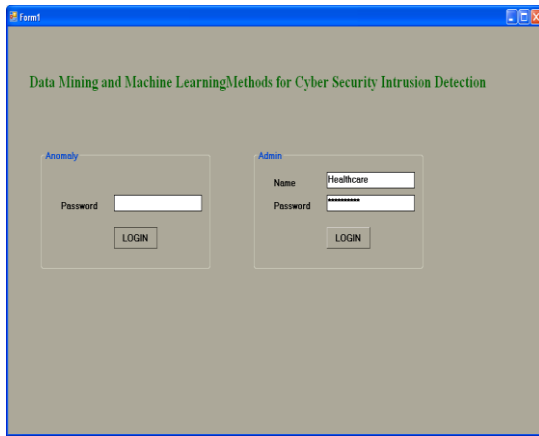 Form1
Data Mining and Machine LearningMethods for Cyber Security Intrusion Detection
Anomaly
Password
LOGIN
Admin
Name Healthcare
Password **********
LOGIN